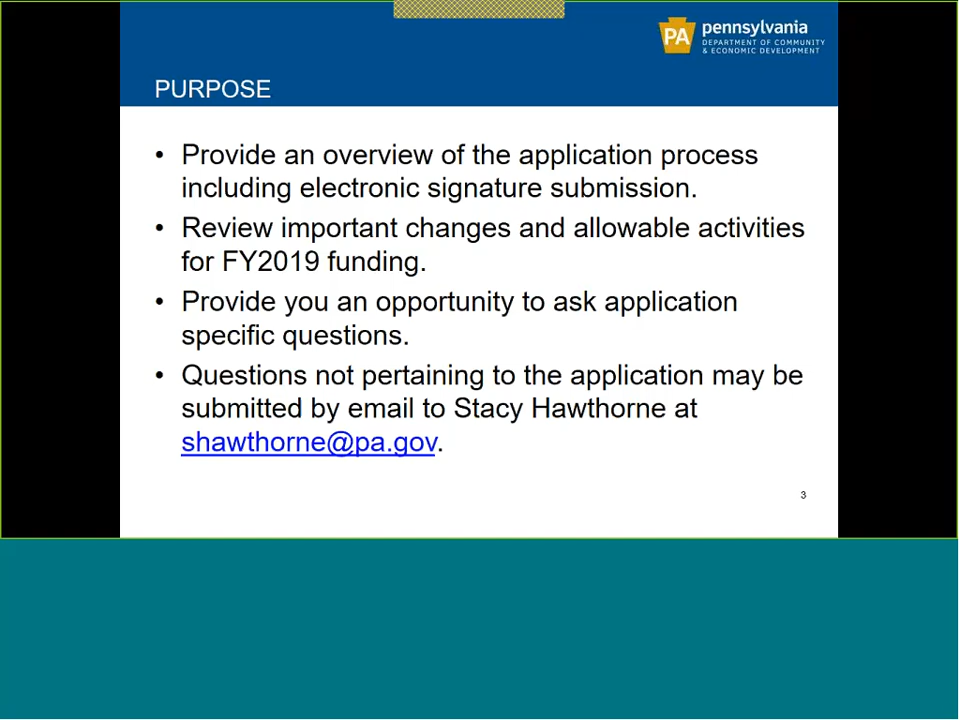 PA
pennsylvania
DEPARTMENT OF COMMUNITY
& ECONOMIC DEVELOPMENT
PURPOSE
• Provide an overview of the application process
including electronic signature submission.
• Review important changes and allowable activities
for FY2019 funding.
• Provide you an opportunity to ask application
specific questions.
• Questions not pertaining to the application may be
submitted by email to Stacy Hawthorne at
shawthorne@pa.gov.
3